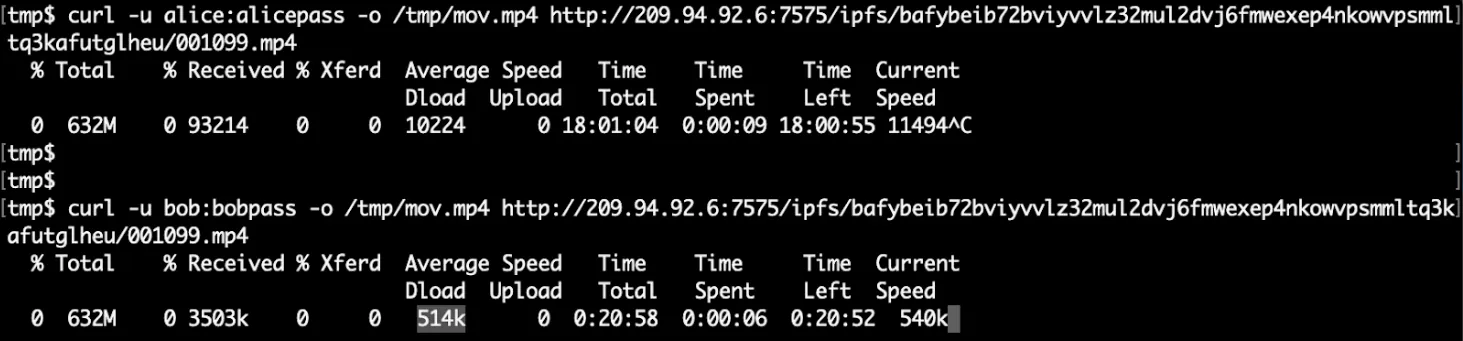 [tmp$ curl -u alice:alicepass -o /tmp/mov.mp4 http://209.94.92.6:7575/ipfs/bafybeib72bviyvvlz32mul2dvj6fmwexep4nkowvpsmml]
tq3kafutglheu/001099.mp4
% Total % Received % Xferd Average Speed Time Time Time Current
Dload Upload Total Spent Left Speed
0 632M 0 93214 0 0 10224 0 18:01:04 0:00:09 18:00:55 11494^C
[tmp$ ]
[tmp$ ]
[tmp$ curl -u bob:bobpass -o /tmp/mov.mp4 http://209.94.92.6:7575/ipfs/bafybeib72bviyvvlz32mul2dvj6fmwexep4nkowvpsmmltq3k]
afutglheu/001099.mp4
% Total % Received % Xferd Average Speed Time Time Time Current
Dload Upload Total Spent Left Speed
0 632M 0 3503k 0 0 514k 0 0:20:58 0:00:06 0:20:52 540k